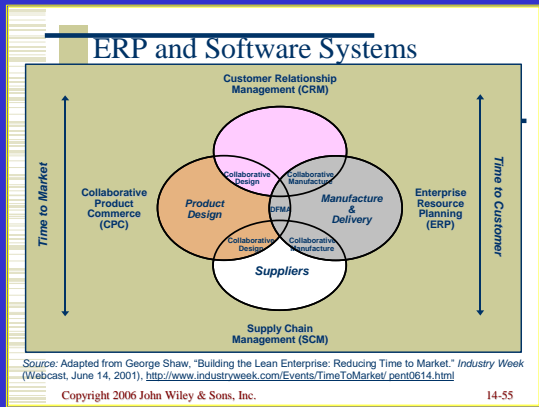 ERP and Software Systems
Customer Relationship
Management (CRM)
Time to Market
Collaborative
Product
Commerce
(CPC)
Collaborative
Design
Collaborative
Manufacture
Product
Design
DFMA
Manufacture
&
Delivery
Enterprise
Resource
Planning
(ERP)
Time to Customer
Collaborative
Design
Collaborative
Manufacture
Suppliers
Supply Chain
Management (SCM)
Source: Adapted from George Shaw, “Building the Lean Enterprise: Reducing Time to Market.” Industry Week
(Webcast, June 14, 2001), http://www.industryweek.com/Events/TimeToMarket/ pent0614.html
Copyright 2006 John Wiley & Sons, Inc.
14-55